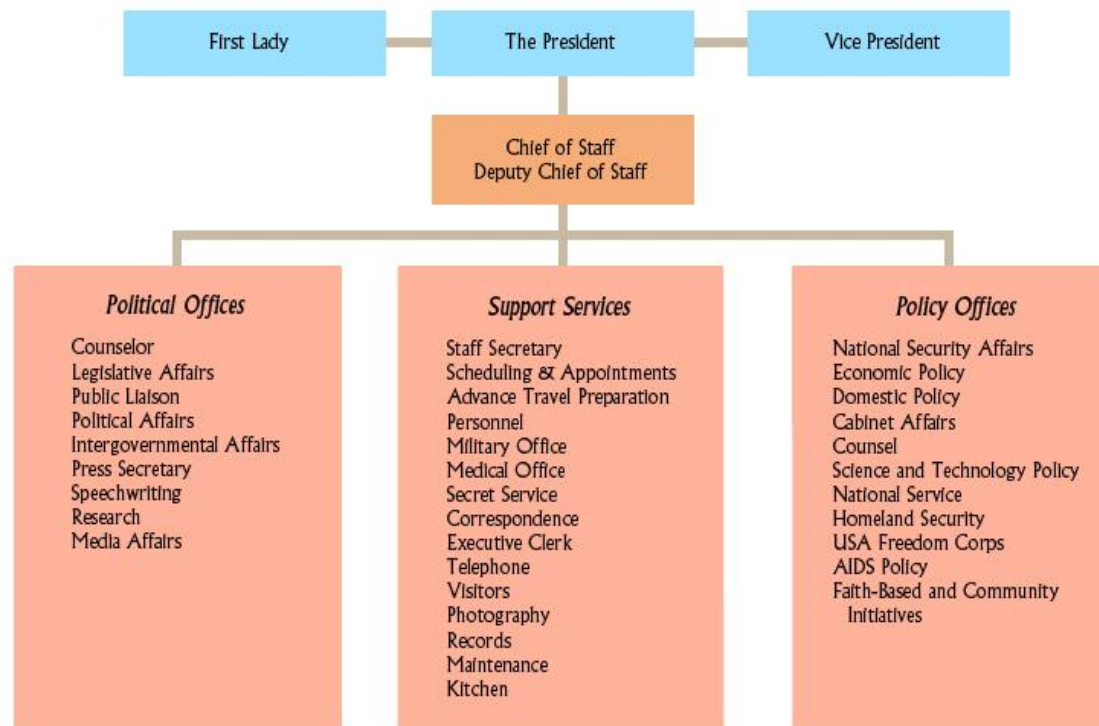 First Lady
The President
Vice President
Chief of Staff
Deputy Chief of Staff
Political Offices
Counselor
Legislative Affairs
Public Liaison
Political Affairs
Intergovernmental Affairs
Press Secretary
Speechwriting
Research
Media Affairs
Support Services
Staff Secretary
Scheduling & Appointments
Advance Travel Preparation
Personnel
Military Office
Medical Office
Secret Service
Correspondence
Executive Clerk
Telephone
Visitors
Photography
Records
Maintenance
Kitchen
Policy Offices
National Security Affairs
Economic Policy
Domestic Policy
Cabinet Affairs
Counsel
Science and Technology Policy
National Service
Homeland Security
USA Freedom Corps
AIDS Policy
Faith-Based and Community
Initiatives